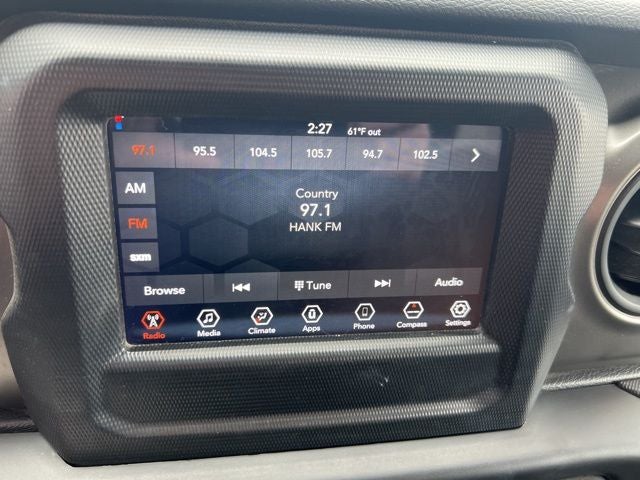 2:27 61°F out
97.1 95.5 104.5 105.7 94.7 102.5
AM
FM
sxm
Country
97.1
HANK FM
Browse Tune Audio
Radio Media Climate Apps Phone Compass Settings